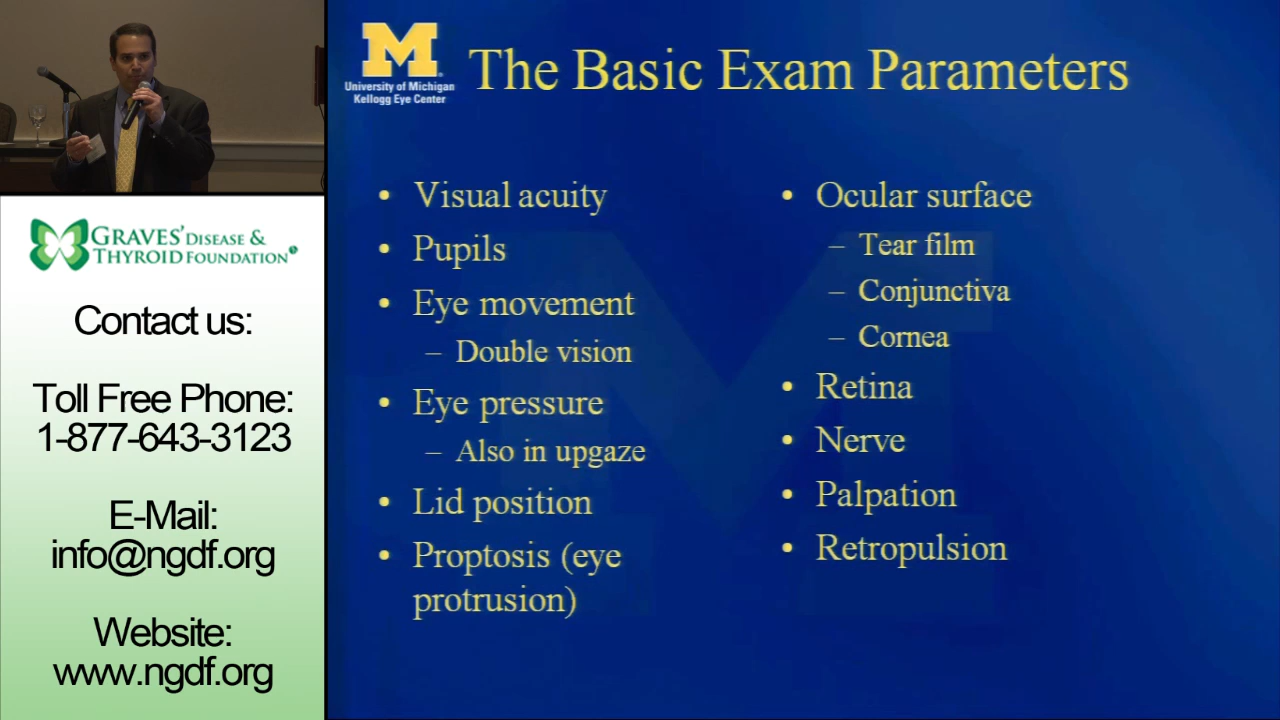 M
University of Michigan
Kellogg Eye Center
The Basic Exam Parameters
• Visual acuity
• Pupils
• Eye movement
– Double vision
• Eye pressure
– Also in upgaze
• Lid position
• Proptosis (eye
protrusion)
• Ocular surface
– Tear film
– Conjunctiva
– Cornea
• Retina
• Nerve
• Palpation
• Retropulsion
GRAVES' DISEASE &
THYROID FOUNDATION
Contact us:
Toll Free Phone:
1-877-643-3123
E-Mail:
info@ngdf.org
Website:
www.ngdf.org